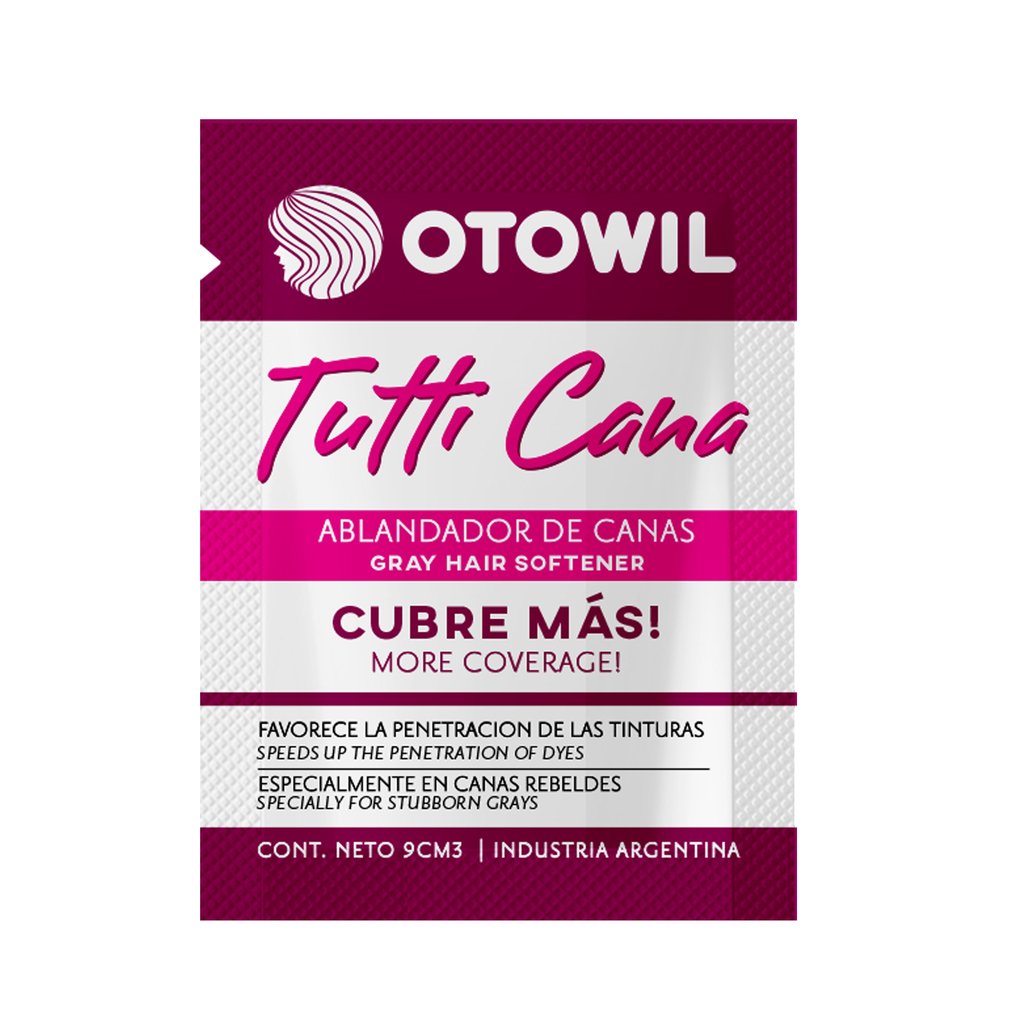 OTOWIL
Tutti Cana
ABLANDADOR DE CANAS
GRAY HAIR SOFTENER
CUBRE MÁS!
MORE COVERAGE!
FAVORECE LA PENETRACION DE LAS TINTURAS
SPEEDS UP THE PENETRATION OF DYES
ESPECIALMENTE EN CANAS REBELDES
SPECIALLY FOR STUBBORN GRAYS
CONT. NETO 9CM3 | INDUSTRIA ARGENTINA